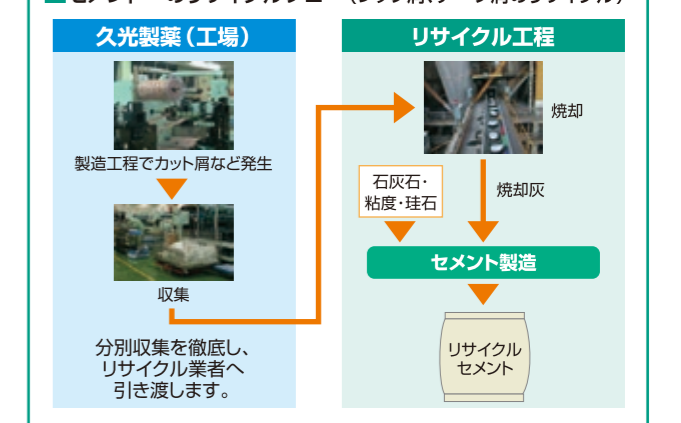 久光製薬(工場)
製造工程でカット屑など発生
収集
分別収集を徹底し、
リサイクル業者へ
引き渡します。
リサイクル工程
焼却
石灰石・
粘度・珪石
焼却灰
セメント製造
リサイクル
セメント